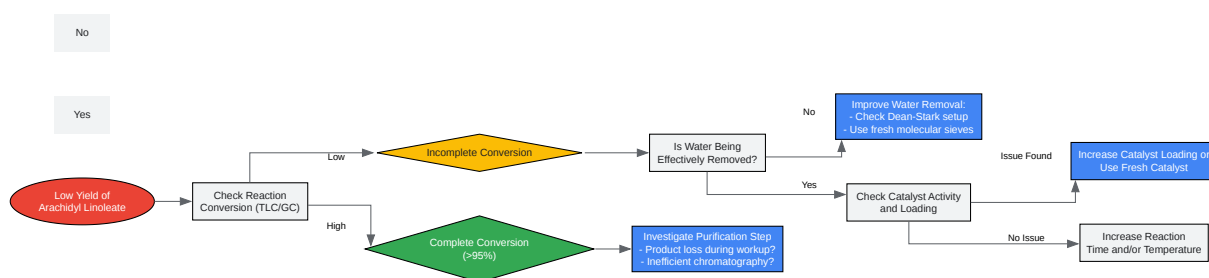 No
Yes
Low Yield of
Arachidyl Linoleate
Check Reaction
Conversion (TLC/GC)
Low
High
Incomplete Conversion
Complete Conversion
(>95%)
Is Water Being
Effectively Removed?
Investigate Purification Step
- Product loss during workup?
- Inefficient chromatography?
No
Yes
Improve Water Removal:
- Check Dean-Stark setup
- Use fresh molecular sieves
Check Catalyst Activity
and Loading
Issue Found
No Issue
Increase Catalyst Loading or
Use Fresh Catalyst
Increase Reaction
Time and/or Temperature